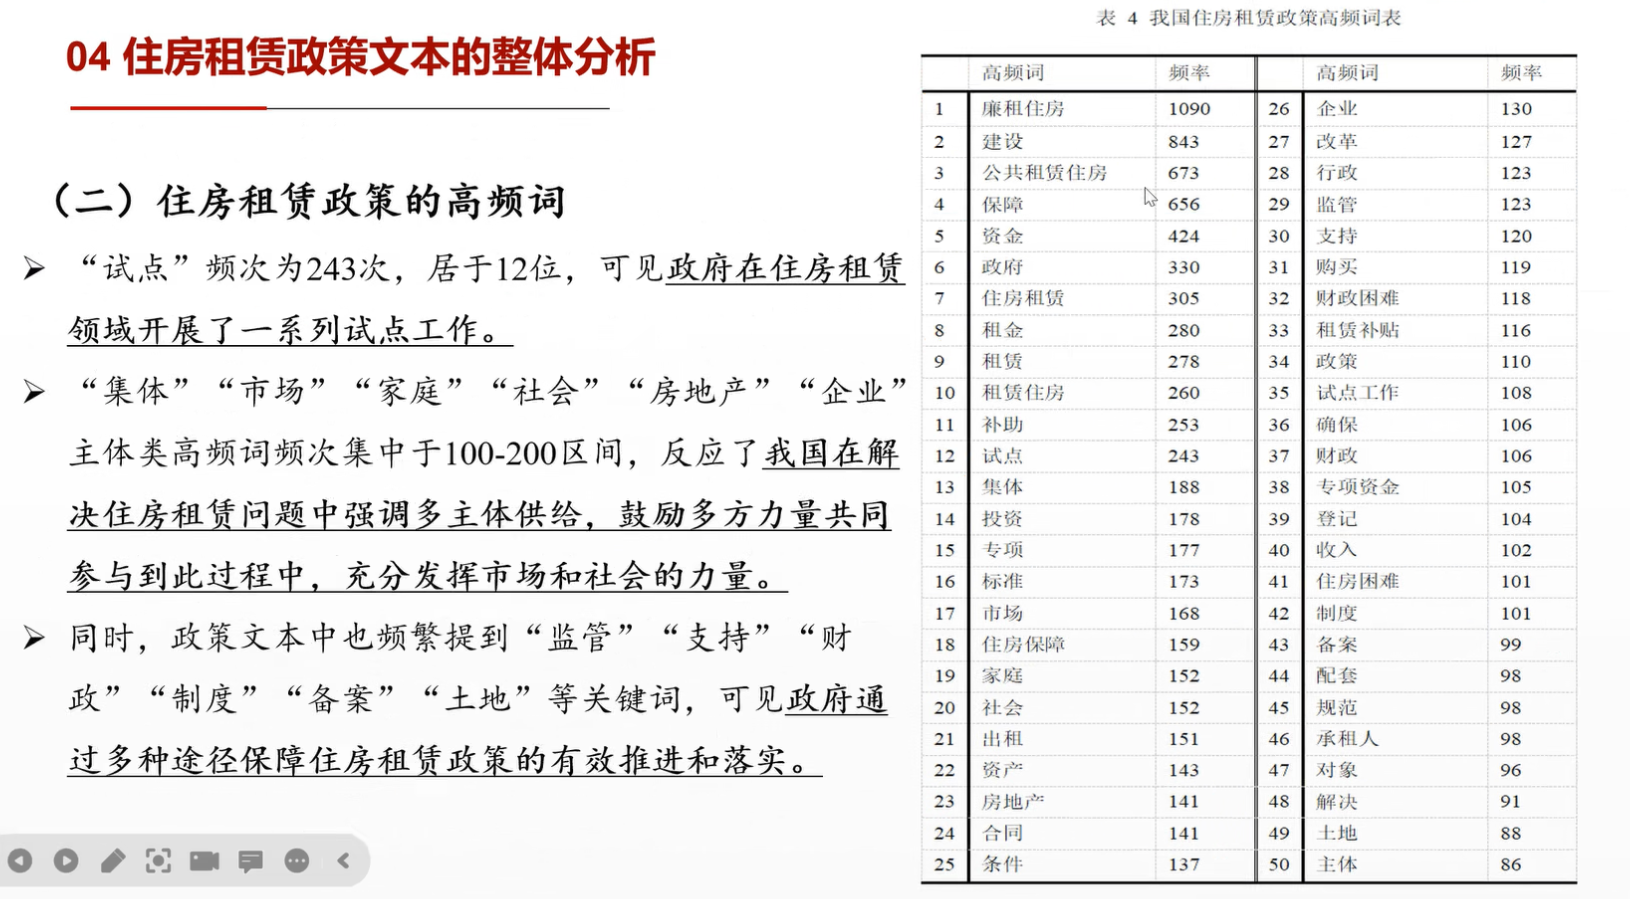 04 住房租赁政策文本的整体分析
（二）住房租赁政策的高频词
“试点”频次为243次，居于12位，可见政府在住房租赁
领域开展了一系列试点工作。
“集体”“市场”“家庭”“社会”“房地产”“企业”
主体类高频词频次集中于100-200区间，反应了我国在解
决住房租赁问题中强调多主体供给，鼓励多方力量共同
参与到此过程中，充分发挥市场和社会的力量。
同时，政策文本中也频繁提到“监管”“支持”“财
政”“制度”“备案”“土地”等关键词，可见政府通
过多种途径保障住房租赁政策的有效推进和落实。
表 4 我国住房租赁政策高频词表
高频词 频率 高频词 频率
1 廉租住房 1090 26 企业 130
2 建设 843 27 改革 127
3 公共租赁住房 673 28 行政 123
4 保障 656 29 监管 123
5 资金 424 30 支持 120
6 政府 330 31 购买 119
7 住房租赁 305 32 财政困难 118
8 租金 280 33 租赁补贴 116
9 租赁 278 34 政策 110
10 租赁住房 260 35 试点工作 108
11 补助 253 36 确保 106
12 试点 243 37 财政 106
13 集体 188 38 专项资金 105
14 投资 178 39 登记 104
15 专项 177 40 收入 102
16 标准 173 41 住房困难 101
17 市场 168 42 制度 101
18 住房保障 159 43 备案 99
19 家庭 152 44 配套 98
20 社会 152 45 规范 98
21 出租 151 46 承租人 98
22 资产 143 47 对象 96
23 房地产 141 48 解决 91
24 合同 141 49 土地 88
25 条件 137 50 主体 86